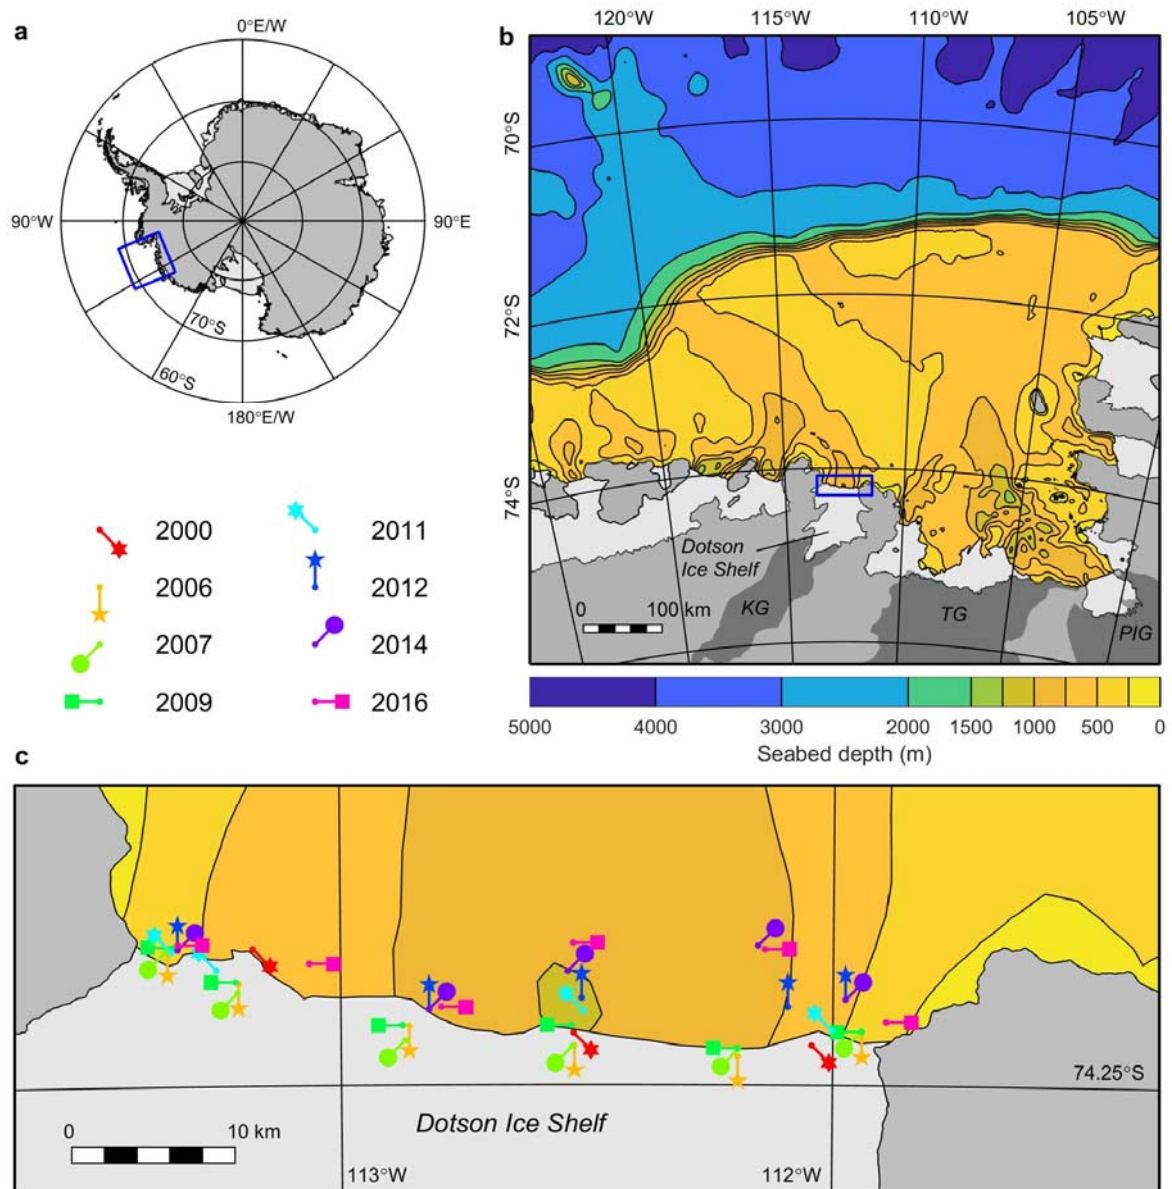 a
0°E/W
90°W
90°E
70°S
60°S
180°E/W
b
120°W
115°W
110°W
105°W
70°S
72°S
74°S
Dotson
Ice Shelf
0
100 km
KG
TG
PIG
5000
4000
3000
2000
1500
1000
500
0
Seabed depth (m)
2000
2006
2007
2009
2011
2012
2014
2016
c
74.25°S
0
10 km
Dotson Ice Shelf
113°W
112°W